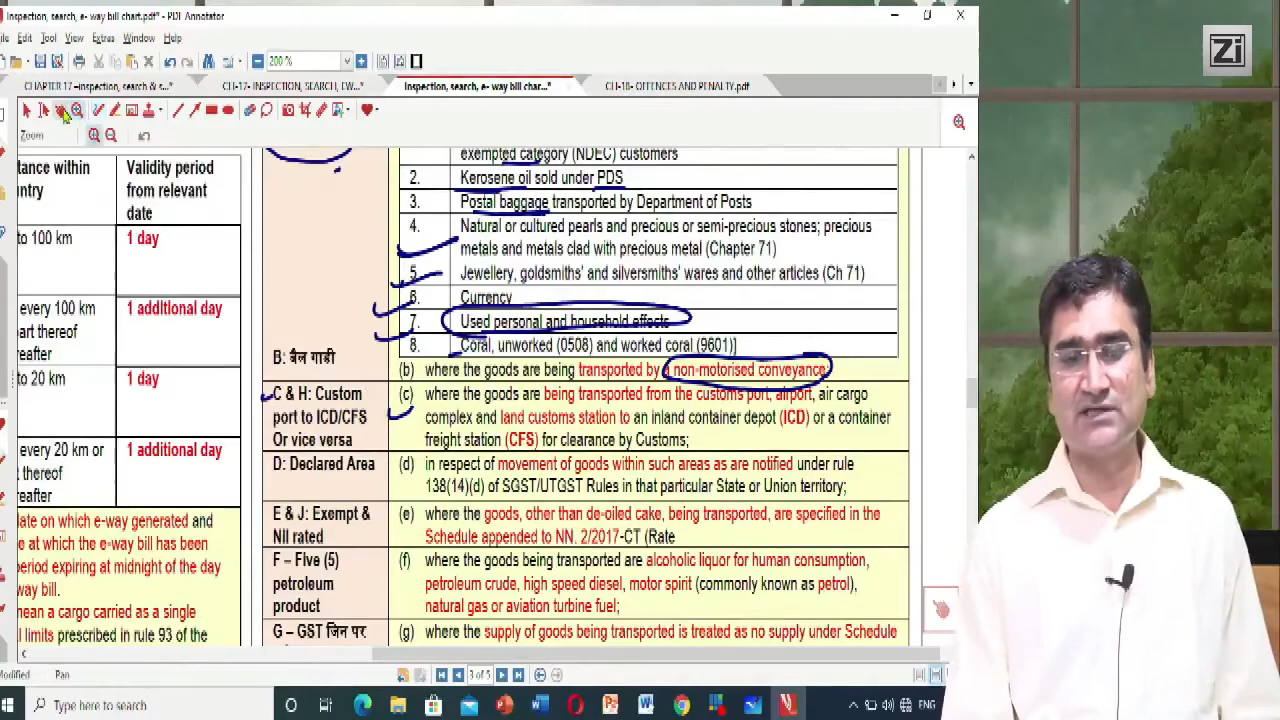 Inspection, search, e- way bill chart.pdf* - PDF Annotator
Edit Tool View Extras Window Help
200 %
CHAPTER 17 –inspection, search & s...*
CH-17- INSPECTION, SEARCH, EW...*
Inspection, search, e- way bill char...*
CH-18- OFFENCES AND PENALTY.pdf
Zi
Zoom
tance within
untry
Validity period
from relevant
date
to 100 km
1 day
every 100 km
part thereof
reafter
1 additional day
to 20 km
1 day
every 20 km or
thereof
reafter
1 additional day
ate on which e-way generated and
e at which the e-way bill has been
period expiring at midnight of the day
way bill.
mean a cargo carried as a single
l limits prescribed in rule 93 of the
exempted category (NDEC) customers
2. Kerosene oil sold under PDS
3. Postal baggage transported by Department of Posts
4. Natural or cultured pearls and precious or semi-precious stones; precious
metals and metals clad with precious metal (Chapter 71)
5. Jewellery, goldsmiths' and silversmiths' wares and other articles (Ch 71)
6. Currency
7. Used personal and household effects
8. Coral, unworked (0508) and worked coral (9601)]
B: बैल गाडी
(b) where the goods are being transported by a non-motorised conveyance
C & H: Custom
port to ICD/CFS
Or vice versa
(c) where the goods are being transported from the customs port, airport, air cargo
complex and land customs station to an inland container depot (ICD) or a container
freight station (CFS) for clearance by Customs;
D: Declared Area
(d) in respect of movement of goods within such areas as are notified under rule
138(14)(d) of SGST/UTGST Rules in that particular State or Union territory;
E & J: Exempt &
Nil rated
(e) where the goods, other than de-oiled cake, being transported, are specified in the
Schedule appended to NN. 2/2017-CT (Rate
F – Five (5)
petroleum
product
(f) where the goods being transported are alcoholic liquor for human consumption,
petroleum crude, high speed diesel, motor spirit (commonly known as petrol),
natural gas or aviation turbine fuel;
G – GST जिन पर
(g) where the supply of goods being transported is treated as no supply under Schedule
Modified Pan
3 of 5
Type here to search
ENG